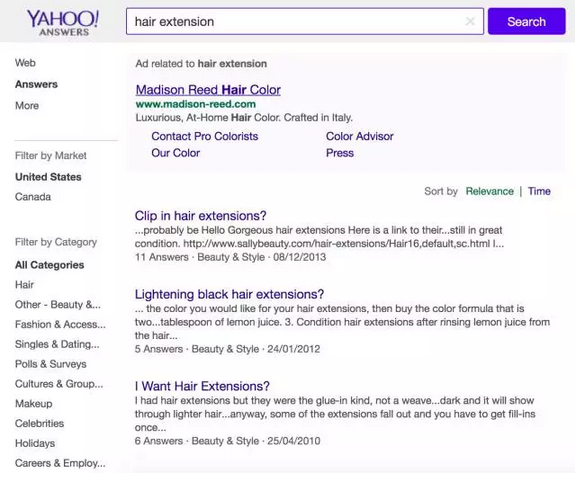 YAHOO!
ANSWERS
hair extension
Search
Web
Answers
More
Filter by Market
United States
Canada
Filter by Category
All Categories
Hair
Other - Beauty &...
Fashion & Access...
Singles & Dating...
Polls & Surveys
Cultures & Group...
Makeup
Celebrities
Holidays
Careers & Employ...
Ad related to hair extension
Madison Reed Hair Color
www.madison-reed.com
Luxurious, At-Home Hair Color. Crafted in Italy.
Contact Pro Colorists Color Advisor
Our Color Press
Sort by Relevance | Time
Clip in hair extensions?
...probably be Hello Gorgeous hair extensions Here is a link to their...still in great
condition. http://www.sallybeauty.com/hair-extensions/Hair16,default,sc.html I...
11 Answers · Beauty & Style · 08/12/2013
Lightening black hair extensions?
... the color you would like for your hair extensions, then buy the color formula that is
two...tablespoon of lemon juice. 3. Condition hair extensions after rinsing lemon juice from
the hair...
5 Answers · Beauty & Style · 24/01/2012
I Want Hair Extensions?
I had hair extensions but they were the glue-in kind, not a weave...dark and it will show
through lighter hair...anyway, some of the extensions fall out and you have to get fill-ins
once...
6 Answers · Beauty & Style · 25/04/2010